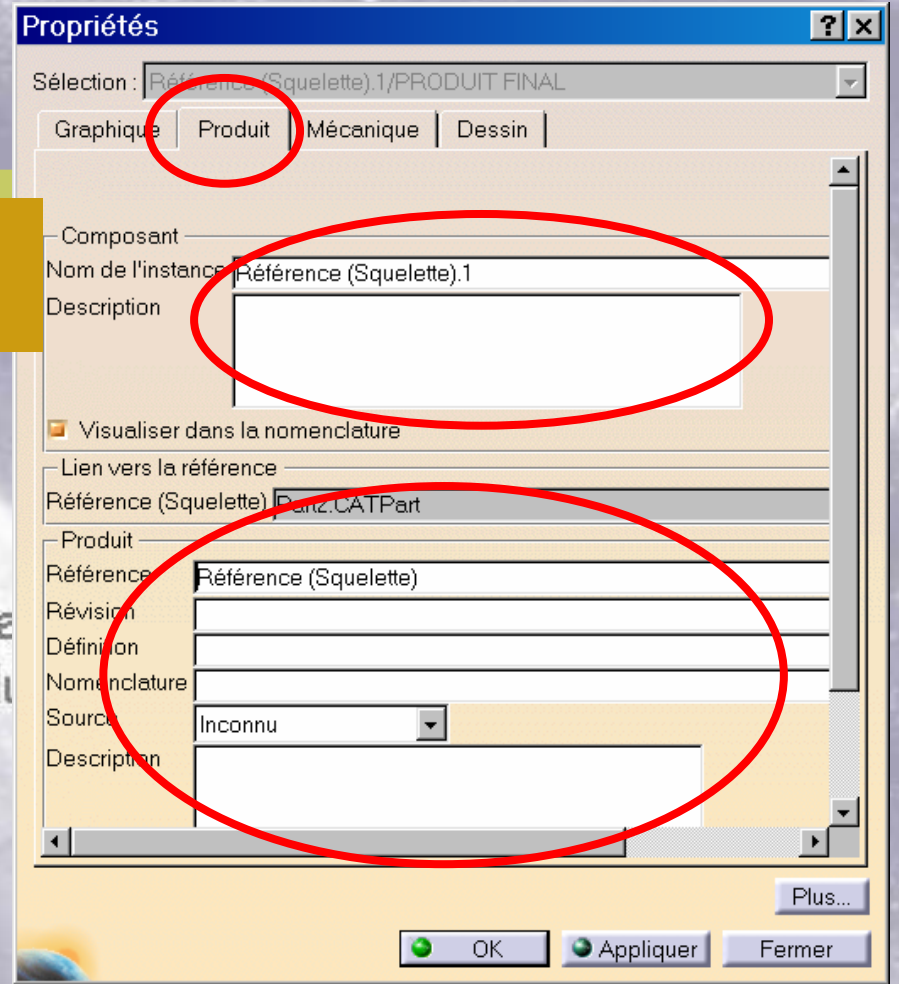 Propriétés
Sélection : Référence (Squelette).1/PRODUIT FINAL
Graphique Produit Mécanique Dessin
Composant
Nom de l'instance Référence (Squelette).1
Description
Visualiser dans la nomenclature
Lien vers la référence
Référence (Squelette) Part2.CATPart
Produit
Référence Référence (Squelette)
Révision
Définition
Nomenclature
Source Inconnu
Description
Plus...
OK Appliquer Fermer